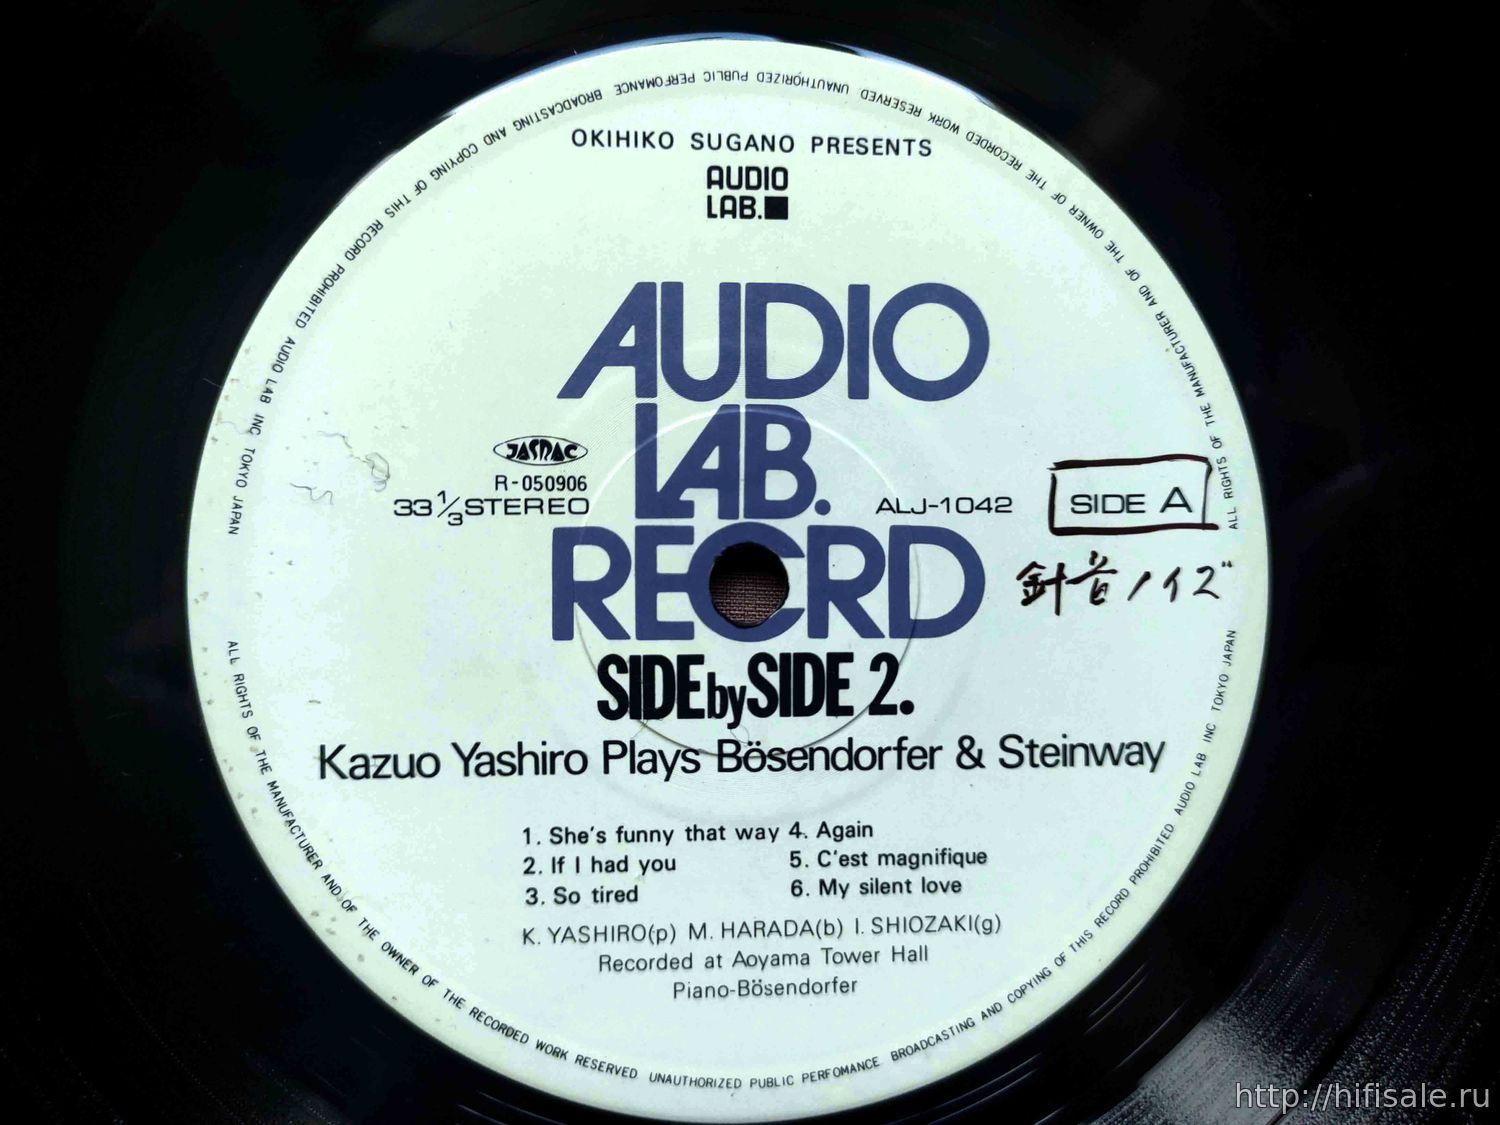 ALL RIGHTS OF THE MANUFACTURER AND OF THE OWNER OF THE RECORDED WORK RESERVED UNAUTHORIZED PUBLIC PERFOMANCE BROADCASTING AND COPYING OF THIS RECORD PROHIBITED AUDIO LAB INC TOKYO JAPAN
OKIHIKO SUGANO PRESENTS
AUDIO
LAB.
AUDIO
LAB.
RECRD
JASRAC
R-050906
33 1/3 STEREO
ALJ-1042
SIDE A
針音ノイズ
SIDE by SIDE 2.
Kazuo Yashiro Plays Bösendorfer & Steinway
1. She's funny that way 4. Again
2. If I had you 5. C'est magnifique
3. So tired 6. My silent love
K. YASHIRO(p) M. HARADA(b) I. SHIOZAKI(g)
Recorded at Aoyama Tower Hall
Piano-Bösendorfer
ALL RIGHTS OF THE MANUFACTURER AND OF THE OWNER OF THE RECORDED WORK RESERVED UNAUTHORIZED PUBLIC PERFOMANCE BROADCASTING AND COPYING OF THIS RECORD PROHIBITED AUDIO LAB INC TOKYO JAPAN
http://hifisale.ru